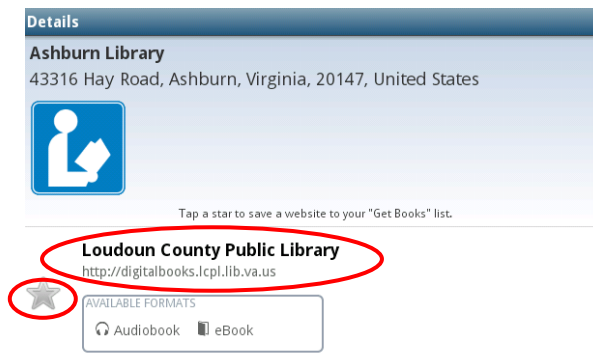 Details
Ashburn Library
43316 Hay Road, Ashburn, Virginia, 20147, United States
Tap a star to save a website to your "Get Books" list.
Loudoun County Public Library
http://digitalbooks.lcpl.lib.va.us
AVAILABLE FORMATS
Audiobook eBook